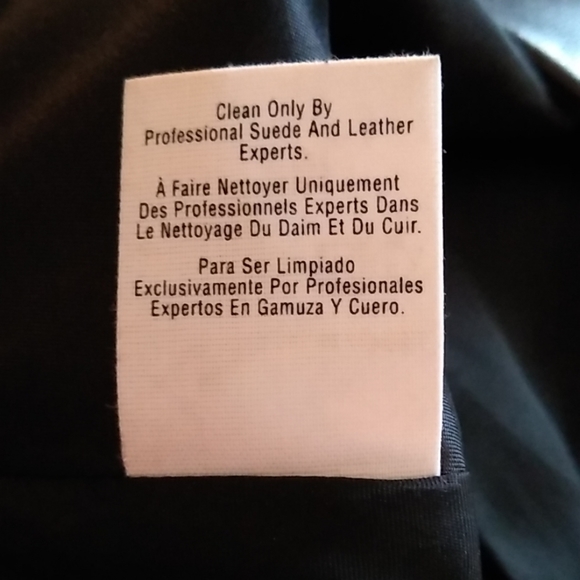 Clean Only By
Professional Suede And Leather
Experts.
À Faire Nettoyer Uniquement
Des Professionnels Experts Dans
Le Nettoyage Du Daim Et Du Cuir.
Para Ser Limpiado
Exclusivamente Por Profesionales
Expertos En Gamuza Y Cuero.